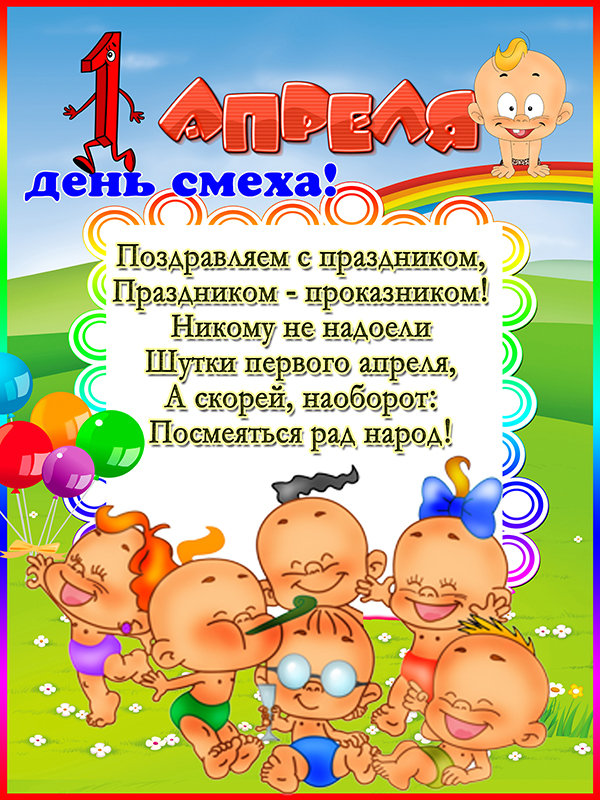 1 АПРЕЛЯ
день смеха!
Поздравляем с праздником,
Праздником - проказником!
Никому не надоели
Шутки первого апреля,
А скорей, наоборот:
Посмеяться рад народ!